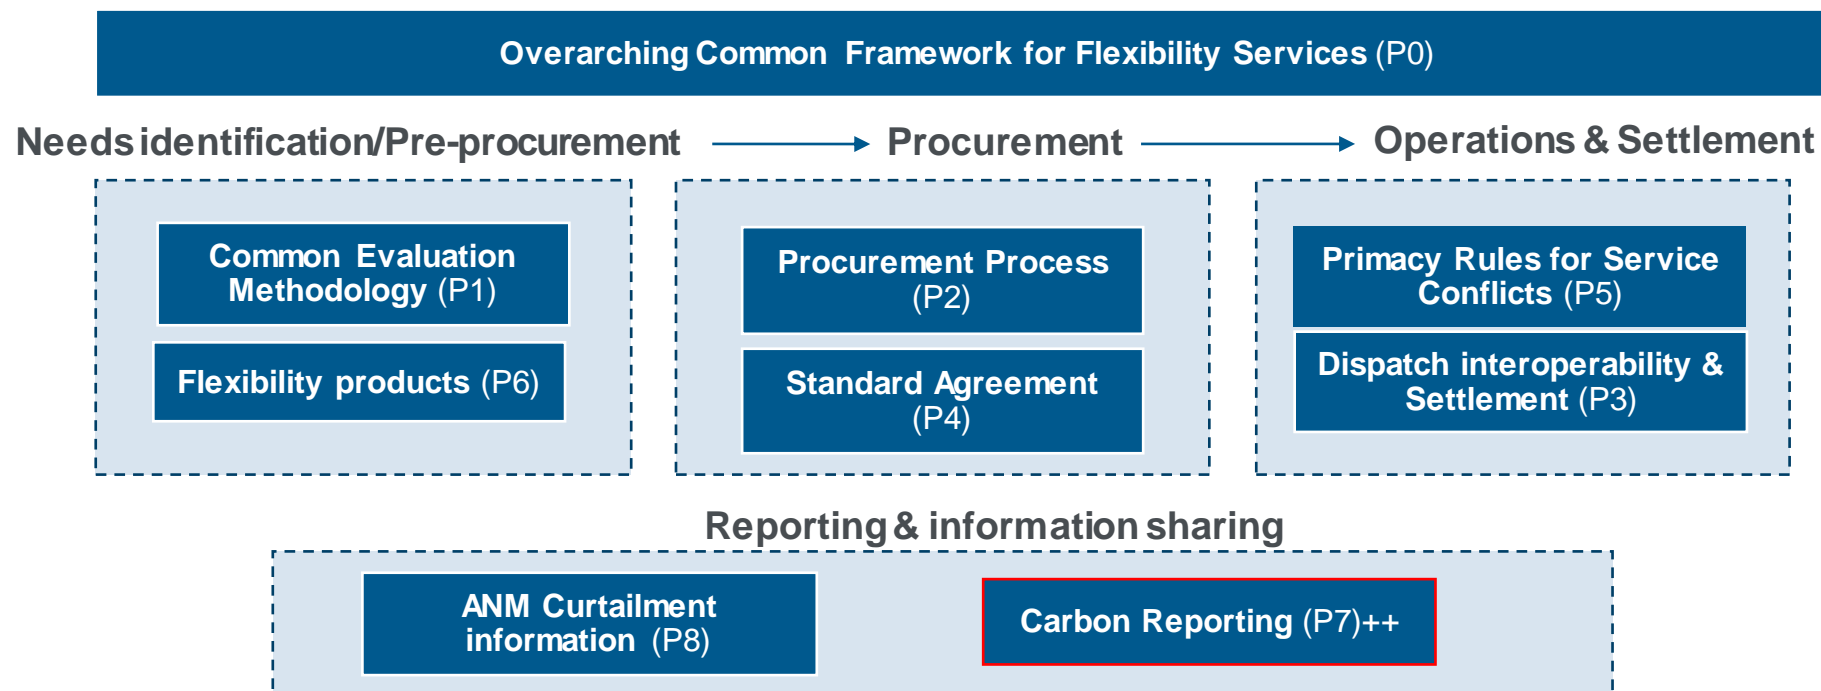 Overarching Common Framework for Flexibility Services (P0)
Needs identification/Pre-procurement
Procurement
Operations & Settlement
Common Evaluation
Methodology (P1)
Flexibility products (P6)
Procurement Process
(P2)
Standard Agreement
(P4)
Primacy Rules for Service
Conflicts (P5)
Dispatch interoperability &
Settlement (P3)
Reporting & information sharing
ANM Curtailment
information (P8)
Carbon Reporting (P7)++